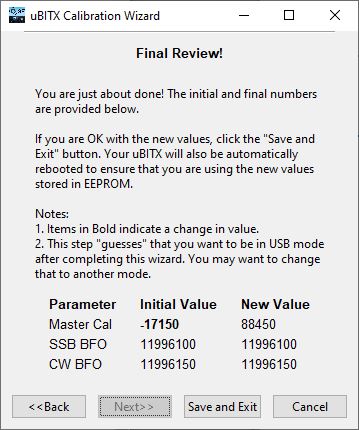 uBITX Calibration Wizard
Final Review!
You are just about done! The initial and final numbers
are provided below.
If you are OK with the new values, click the "Save and
Exit" button. Your uBITX will also be automatically
rebooted to ensure that you are using the new values
stored in EEPROM.
Notes:
1. Items in Bold indicate a change in value.
2. This step "guesses" that you want to be in USB mode
after completing this wizard. You may want to change
that to another mode.
Parameter Initial Value New Value
Master Cal -17150 88450
SSB BFO 11996100 11996100
CW BFO 11996150 11996150
<<Back Next>> Save and Exit Cancel